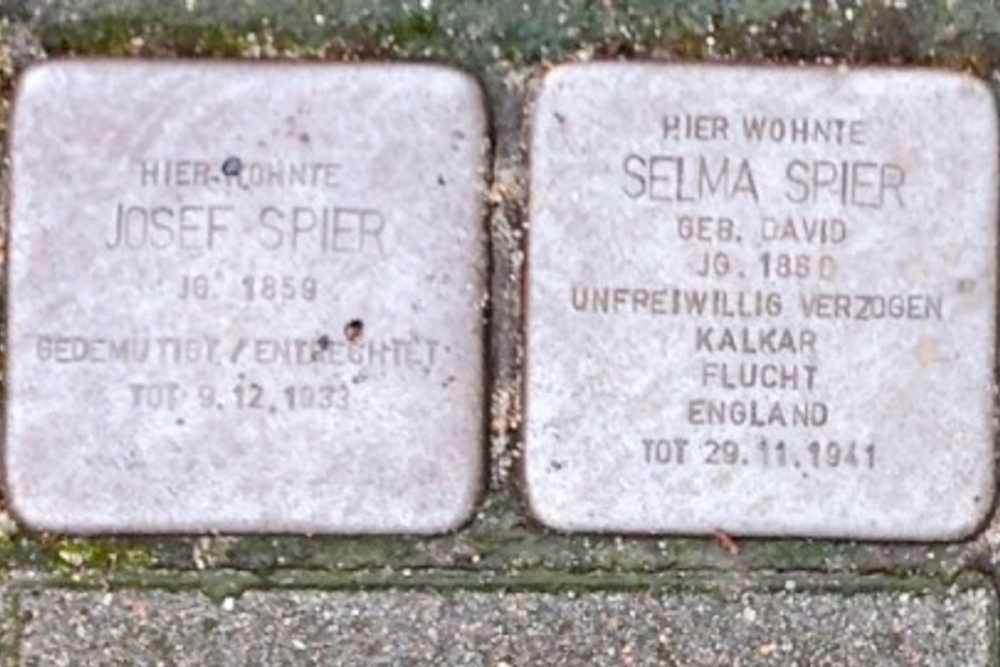 HIER WOHNTE
JOSEF SPIER
JG. 1859
GEDEMÜTIGT / ENTRECHTET
TOT 9.12.1933
HIER WOHNTE
SELMA SPIER
GEB. DAVID
JG. 1860
UNFREIWILLIG VERZOGEN
KALKAR
FLUCHT
ENGLAND
TOT 29.11.1941